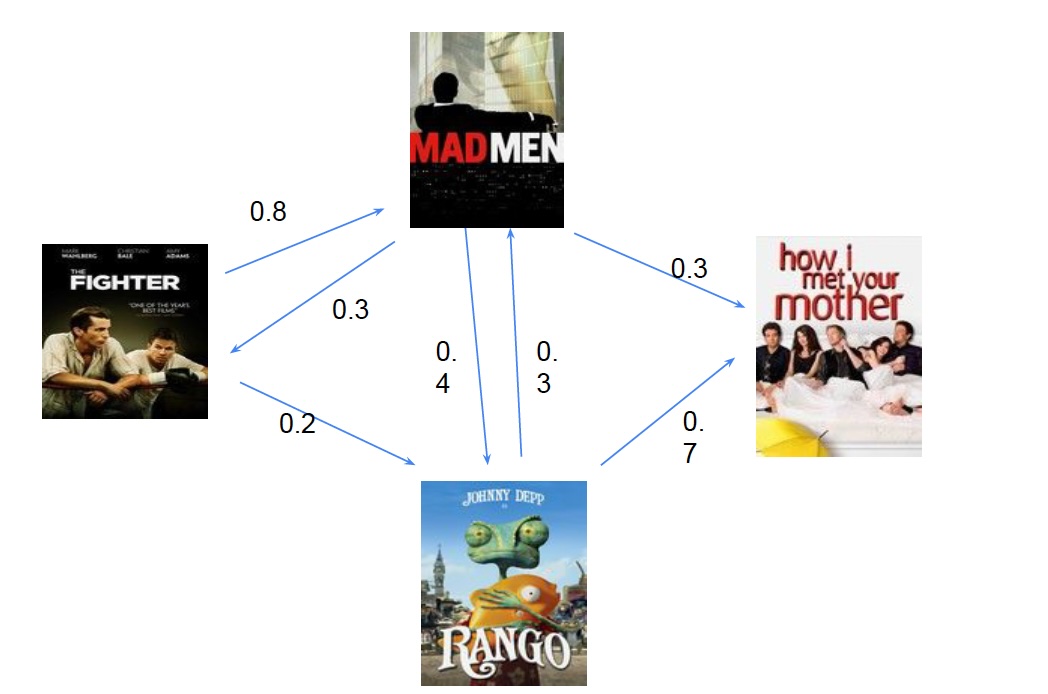 MAD MEN
0.8
MARK CHRISTIAN AMY
WAHLBERG BALE ADAMS
THE
FIGHTER
"ONE OF THE YEAR'S
BEST FILMS"
0.3
0.3
how i
met your
mother
0.
4
0.
3
0.2
0.
7
JOHNNY DEPP
is
RANGO